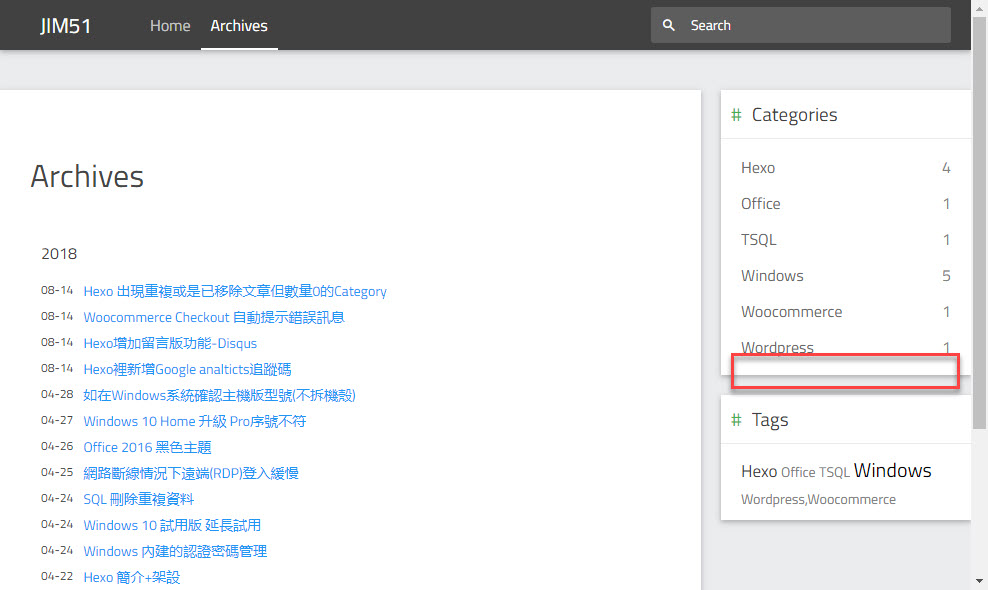 JIM51 Home Archives Search
Archives
2018
08-14 Hexo 出現重複或是已移除文章但數量0的Category
08-14 Woocommerce Checkout 自動提示錯誤訊息
08-14 Hexo增加留言版功能-Disqus
08-14 Hexo裡新增Google analticts追蹤碼
04-28 如在Windows系統確認主機版型號(不拆機殼)
04-27 Windows 10 Home 升級 Pro序號不符
04-26 Office 2016 黑色主題
04-25 網路斷線情況下遠端(RDP)登入緩慢
04-24 SQL 刪除重複資料
04-24 Windows 10 試用版 延長試用
04-24 Windows 內建的認證密碼管理
04-22 Hexo 簡介+架設
# Categories
Hexo 4
Office 1
TSQL 1
Windows 5
Woocommerce 1
Wordpress 1
# Tags
Hexo Office TSQL Windows
Wordpress,Woocommerce